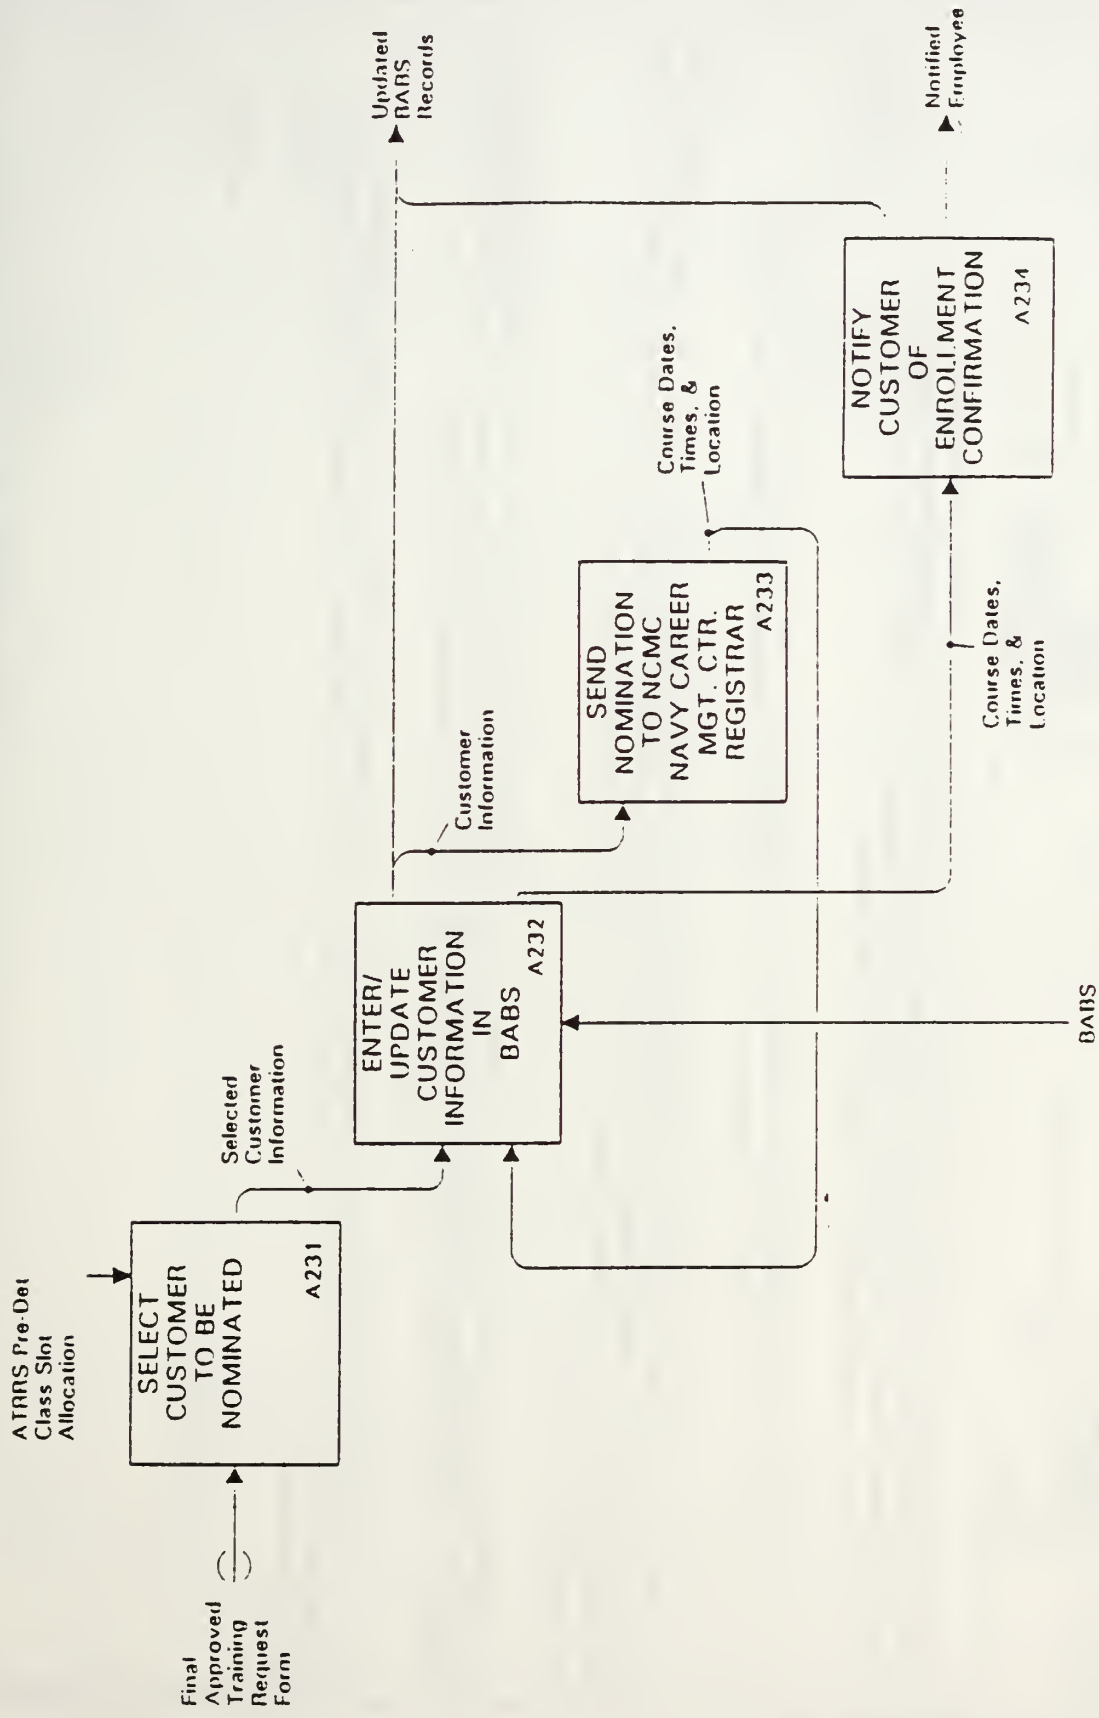 ATRRS Pre-Det
Class Slot
Allocation
Final
Approved
Training
Request
Form
SELECT
CUSTOMER
TO BE
NOMINATED
A231
Selected
Customer
Information
ENTER/
UPDATE
CUSTOMER
INFORMATION
IN
BABS
A232
BABS
Customer
Information
SEND
NOMINATION
TO NCMC
NAVY CAREER
MGT. CTR.
REGISTRAR
A233
Course Dates,
Times, &
Location
Course Dates,
Times, &
Location
NOTIFY
CUSTOMER
OF
ENROLLMENT
CONFIRMATION
A234
Updated
BABS
Records
Notified
Employee